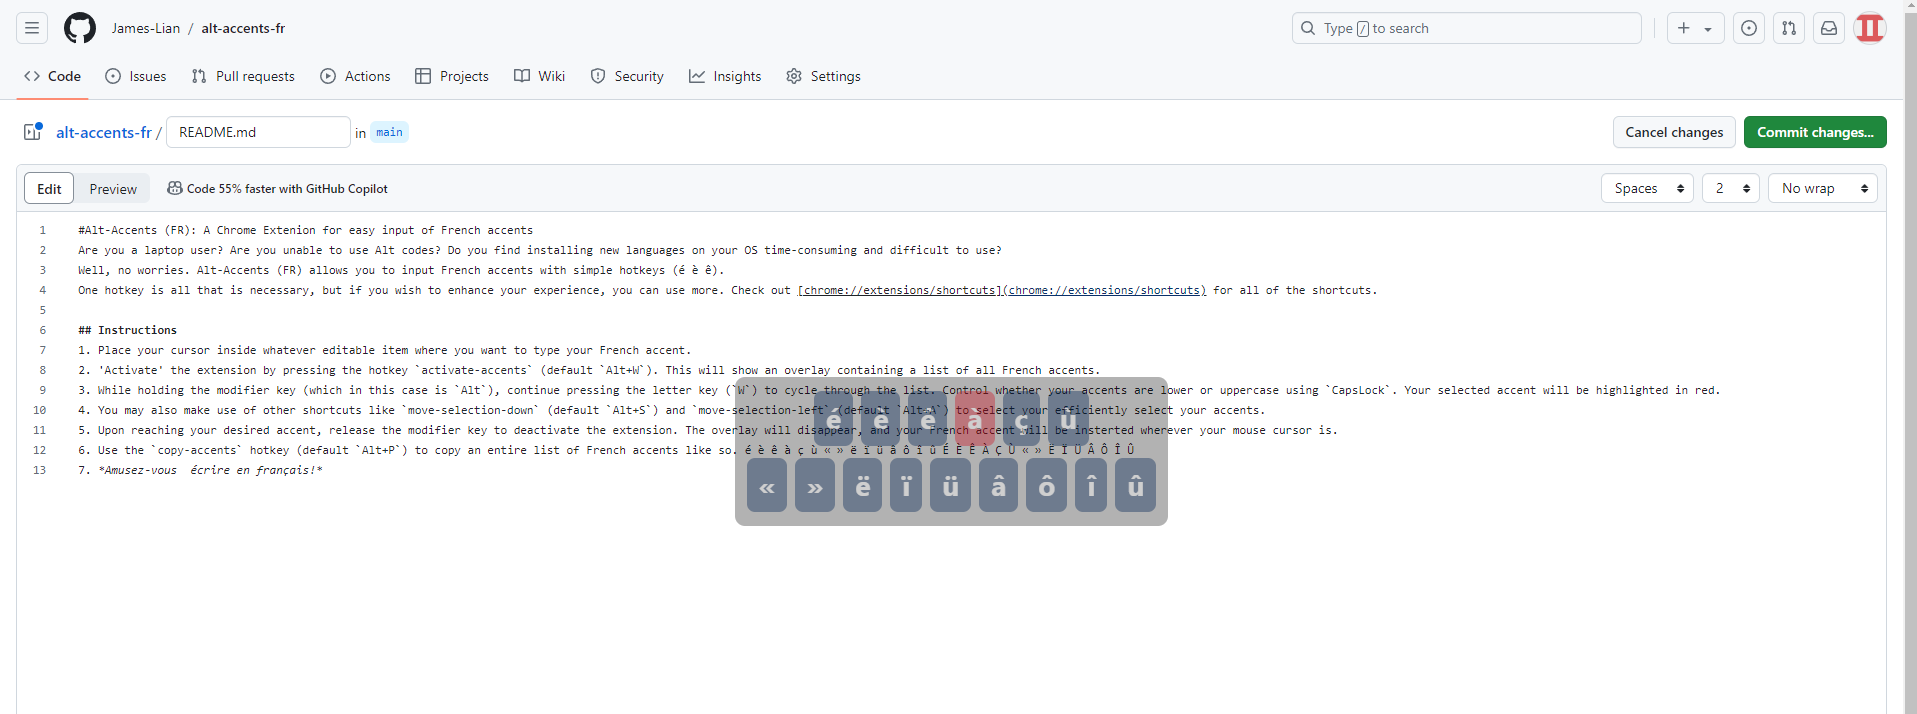 James-Lian / alt-accents-fr
Type / to search
Code Issues Pull requests Actions Projects Wiki Security Insights Settings
alt-accents-fr / README.md in main
Cancel changes Commit changes...
Edit Preview Code 55% faster with GitHub Copilot
Spaces 2 No wrap
1 #Alt-Accents (FR): A Chrome Extenion for easy input of French accents
2 Are you a laptop user? Are you unable to use Alt codes? Do you find installing new languages on your OS time-consuming and difficult to use?
3 Well, no worries. Alt-Accents (FR) allows you to input French accents with simple hotkeys (é è ê).
4 One hotkey is all that is necessary, but if you wish to enhance your experience, you can use more. Check out [chrome://extensions/shortcuts](chrome://extensions/shortcuts) for all of the shortcuts.
5
6 ## Instructions
7 1. Place your cursor inside whatever editable item where you want to type your French accent.
8 2. 'Activate' the extension by pressing the hotkey `activate-accents` (default `Alt+W`). This will show an overlay containing a list of all French accents.
9 3. While holding the modifier key (which in this case is `Alt`), continue pressing the letter key (`W`) to cycle through the list. Control whether your accents are lower or uppercase using `CapsLock`. Your selected accent will be highlighted in red.
10 4. You may also make use of other shortcuts like `move-selection-down` (default `Alt+S`) and `move-selection-left` (default `Alt+A`) to select your efficiently select your accents.
11 5. Upon reaching your desired accent, release the modifier key to deactivate the extension. The overlay will disappear, and your French accent will be insterted wherever your mouse cursor is.
12 6. Use the `copy-accents` hotkey (default `Alt+P`) to copy an entire list of French accents like so. é è ê à ç ù « » ë ï ü â ô î û É È Ê À Ç Ù « » Ë Ï Ü Â Ô Î Û
13 7. *Amusez-vous  écrire en français!*
é è ê à ç ù
« » ë ï ü â ô î û